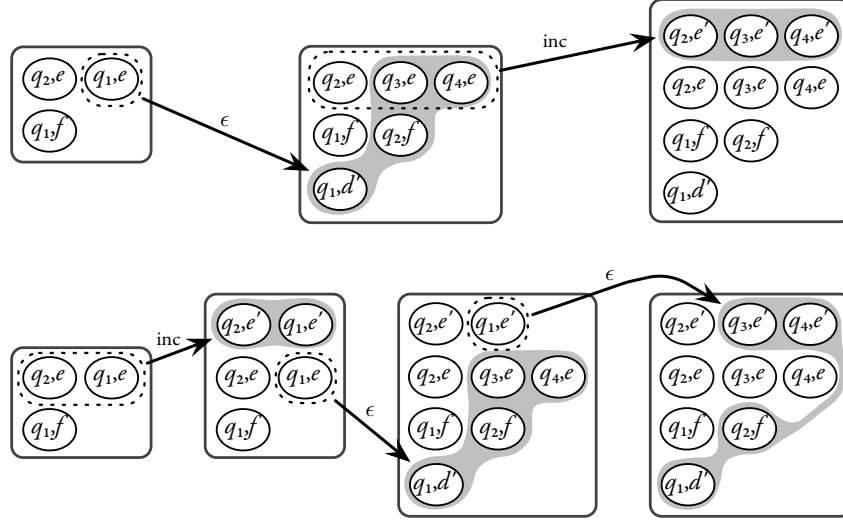 inc
q₂,e′ q₃,e′ q₄,e′
q₂,e q₁,e
q₂,e q₃,e q₄,e
q₂,e q₃,e q₄,e
ϵ
q₁,f
q₁,f q₂,f
q₁,f q₂,f
q₁,d′
q₁,d′
ϵ
q₂,e′ q₁,e′
q₂,e′ q₁,e′
q₂,e′ q₃,e′ q₄,e′
inc
q₂,e q₁,e
q₂,e q₁,e
q₂,e q₃,e q₄,e
q₂,e q₃,e q₄,e
ϵ
q₁,f
q₁,f
q₁,f q₂,f
q₁,f q₂,f
q₁,d′
q₁,d′